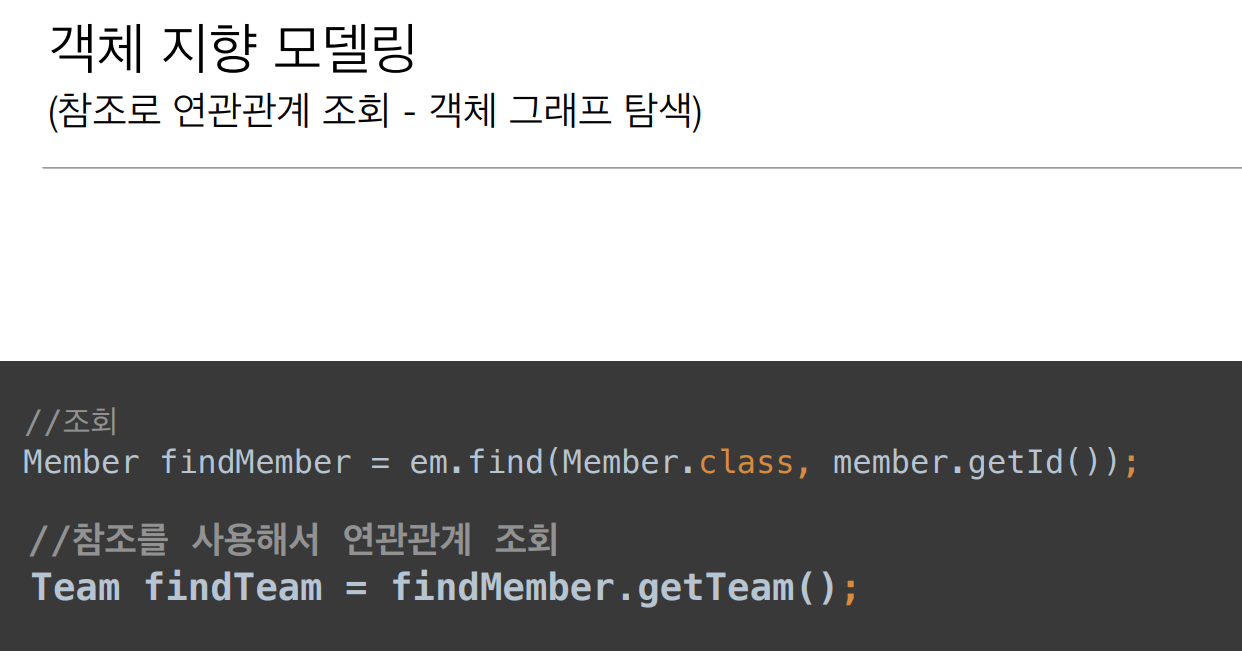 객체 지향 모델링
(참조로 연관관계 조회 - 객체 그래프 탐색)
//조회
Member findMember = em.find(Member.class, member.getId());
//참조를 사용해서 연관관계 조회
Team findTeam = findMember.getTeam();